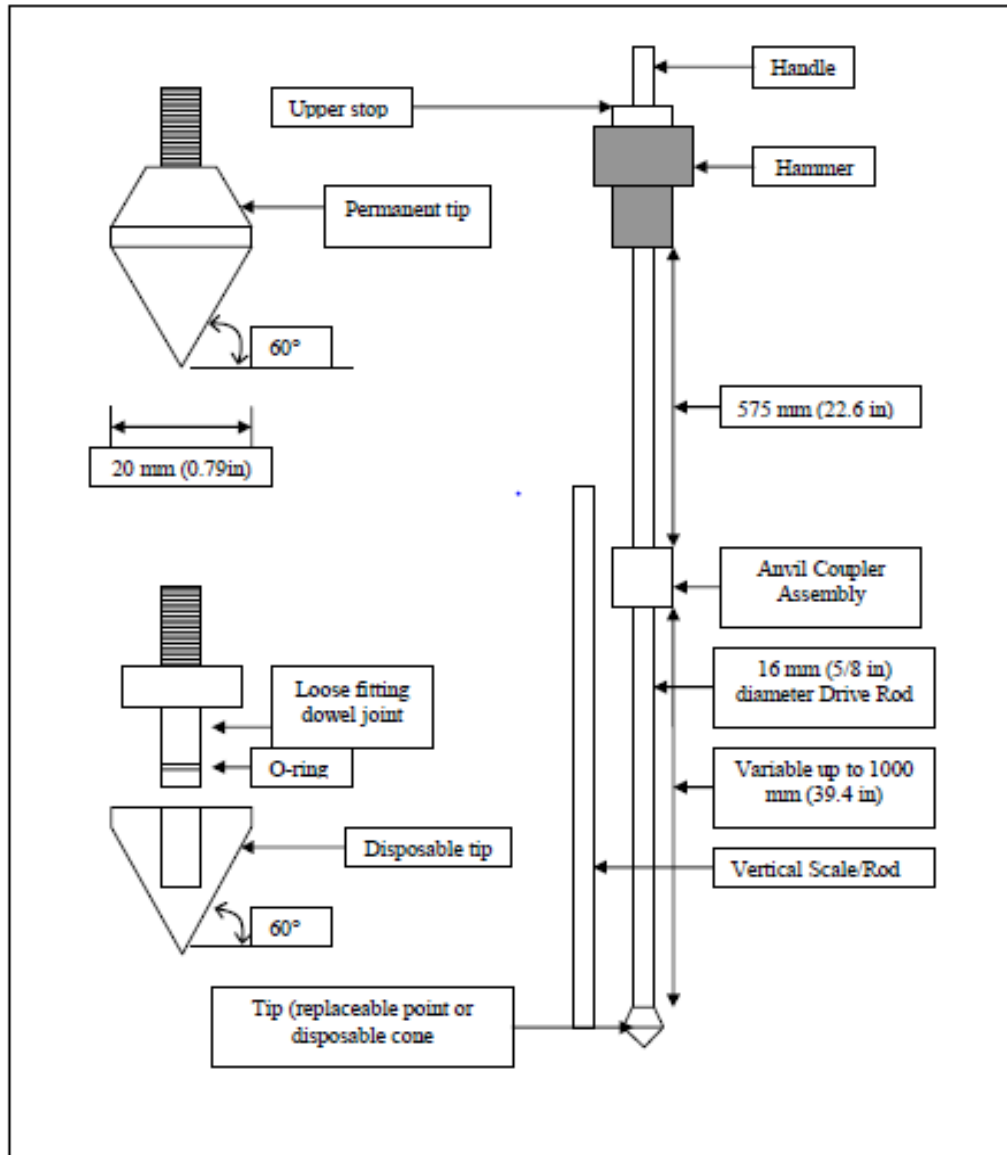 Handle
Upper stop
Hammer
Permanent tip
60°
575 mm (22.6 in)
20 mm (0.79in)
Anvil Coupler
Assembly
16 mm (5/8 in)
diameter Drive Rod
Loose fitting
dowel joint
O-ring
Variable up to 1000
mm (39.4 in)
Disposable tip
Vertical Scale/Rod
60°
Tip (replaceable point or
disposable cone